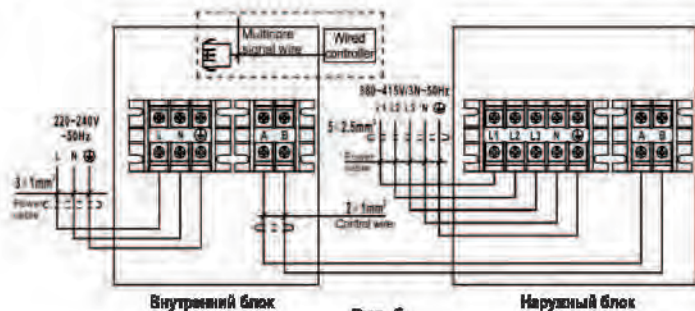 Multicore
signal wire
Wired
controller
220~240V
~50Hz
L N
3×1mm²
Power
cable
L N
A B
380~415V/3N~50Hz
L1 L2 L3 N
5×2.5mm²
Power
cable
L1 L2 L3 N
A B
2×1mm²
Control wire
Внутренний блок
Наружный блок